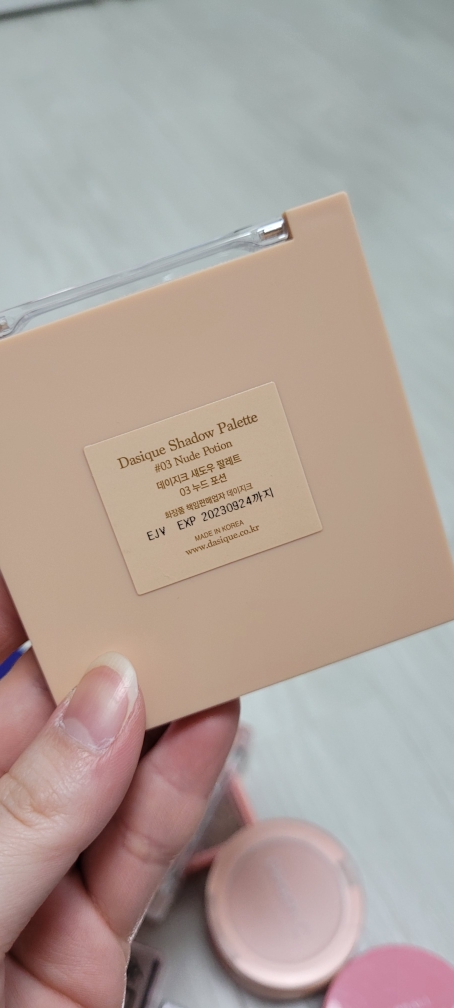 Dasique Shadow Palette
#03 Nude Potion
데이지크 섀도우 팔레트
03 누드 포션
화장품 책임판매업자 데이지크
EJV EXP 20230924까지
MADE IN KOREA
www.dasique.co.kr